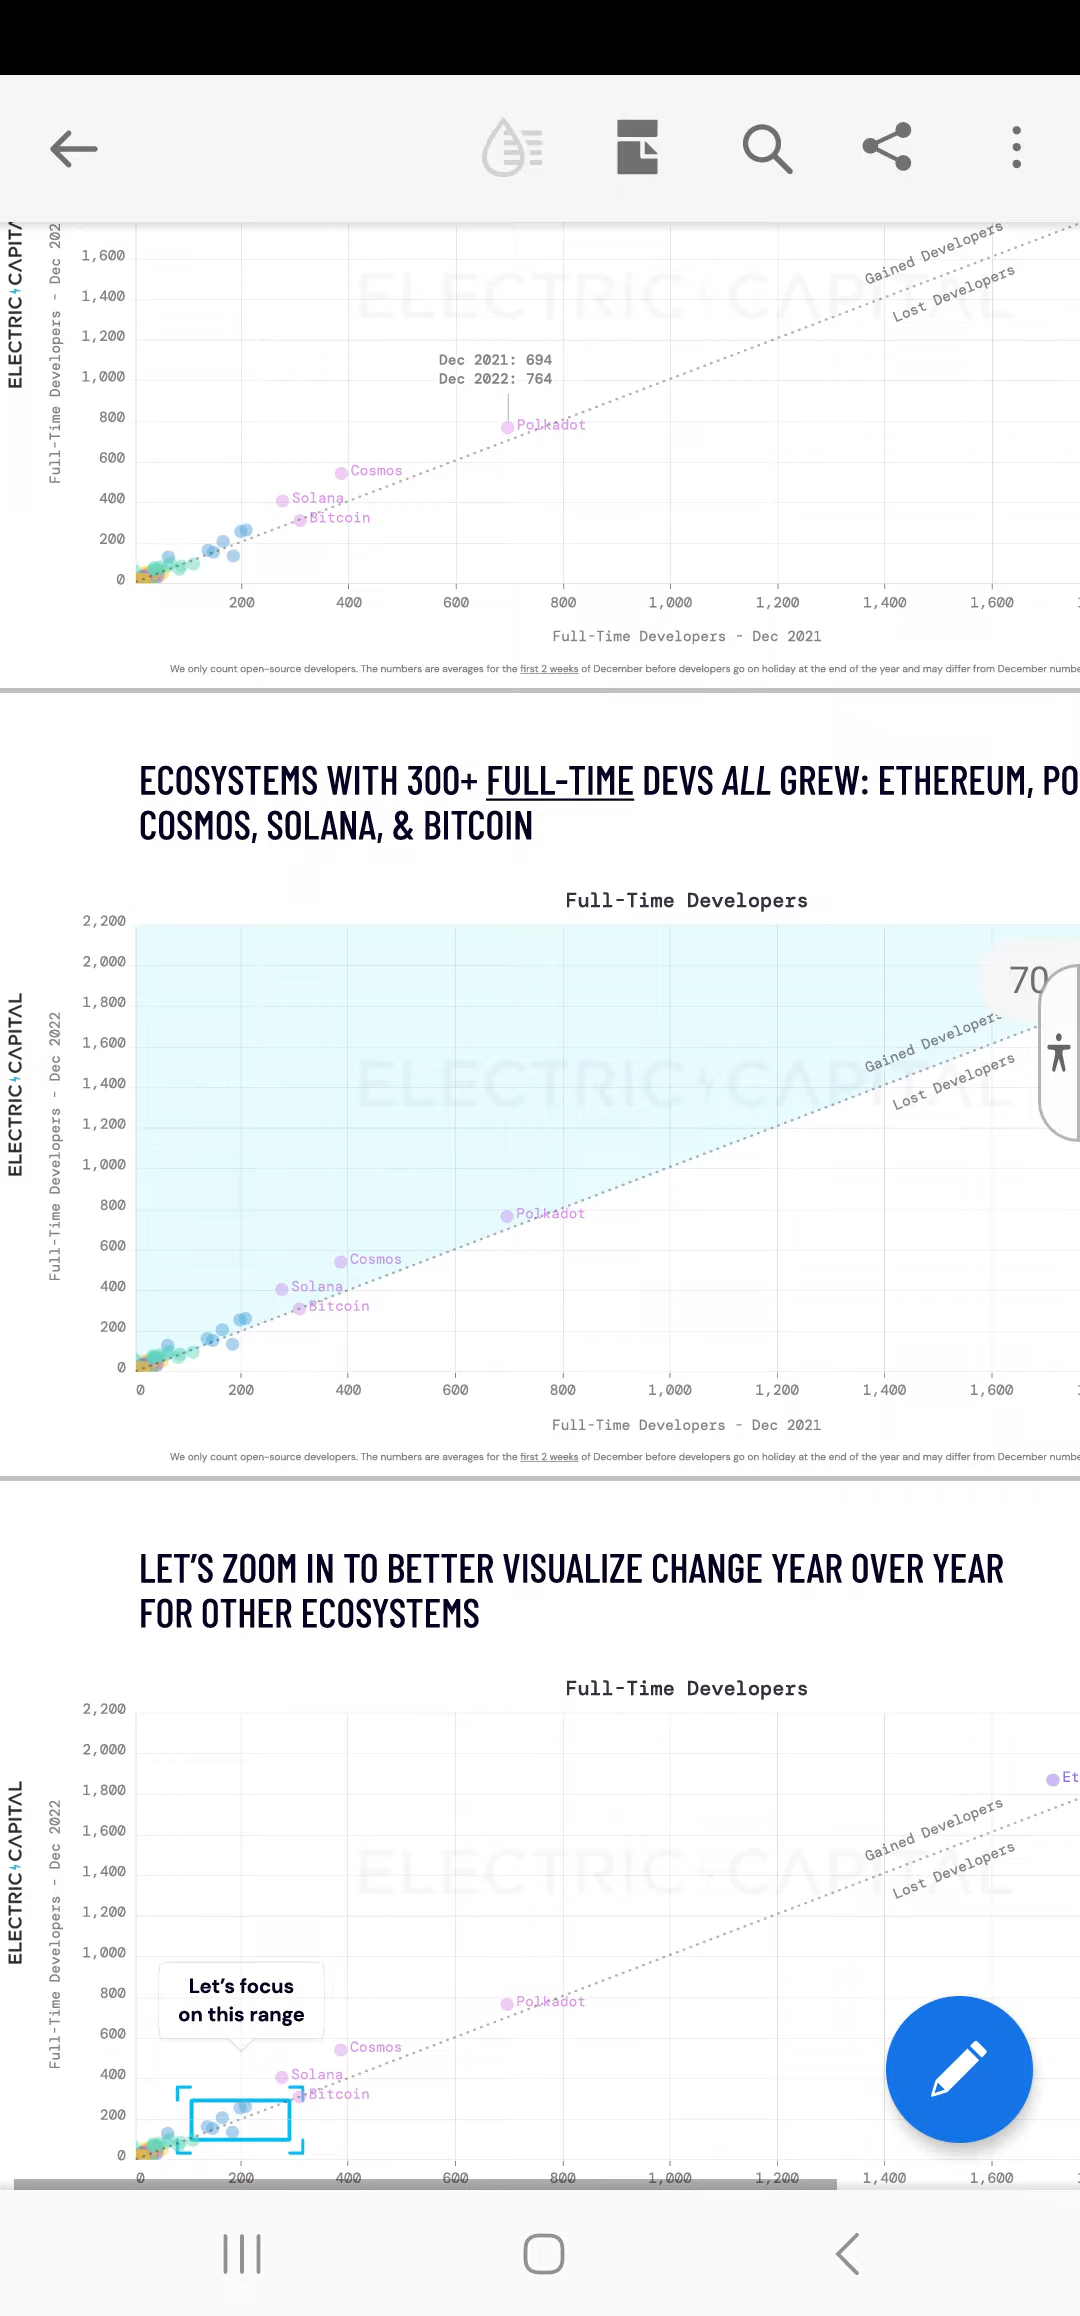 ELECTRIC CAPITA
Full-Time Developers - Dec 202
1,600
1,400
1,200
1,000
800
600
400
200
0
ELECTRIC CAPITAL
Gained Developers
Lost Developers
Dec 2021: 694
Dec 2022: 764
Polkadot
Cosmos
Solana
Bitcoin
200 400 600 800 1,000 1,200 1,400 1,600
Full-Time Developers - Dec 2021
We only count open-source developers. The numbers are averages for the first 2 weeks of December before developers go on holiday at the end of the year and may differ from December numbe
ECOSYSTEMS WITH 300+ FULL-TIME DEVS ALL GREW: ETHEREUM, PO
COSMOS, SOLANA, & BITCOIN
Full-Time Developers
ELECTRIC CAPITAL
Full-Time Developers - Dec 2022
2,200
2,000
1,800
1,600
1,400
1,200
1,000
800
600
400
200
0
70
ELECTRIC CAPITAL
Gained Developers
Lost Developers
Polkadot
Cosmos
Solana
Bitcoin
0 200 400 600 800 1,000 1,200 1,400 1,600
Full-Time Developers - Dec 2021
We only count open-source developers. The numbers are averages for the first 2 weeks of December before developers go on holiday at the end of the year and may differ from December numbe
LET'S ZOOM IN TO BETTER VISUALIZE CHANGE YEAR OVER YEAR
FOR OTHER ECOSYSTEMS
Full-Time Developers
ELECTRIC CAPITAL
Full-Time Developers - Dec 2022
2,200
2,000
1,800
1,600
1,400
1,200
1,000
800
600
400
200
0
Et
ELECTRIC CAPITAL
Gained Developers
Lost Developers
Let's focus
on this range
Polkadot
Cosmos
Solana
Bitcoin
0 200 400 600 800 1,000 1,200 1,400 1,600